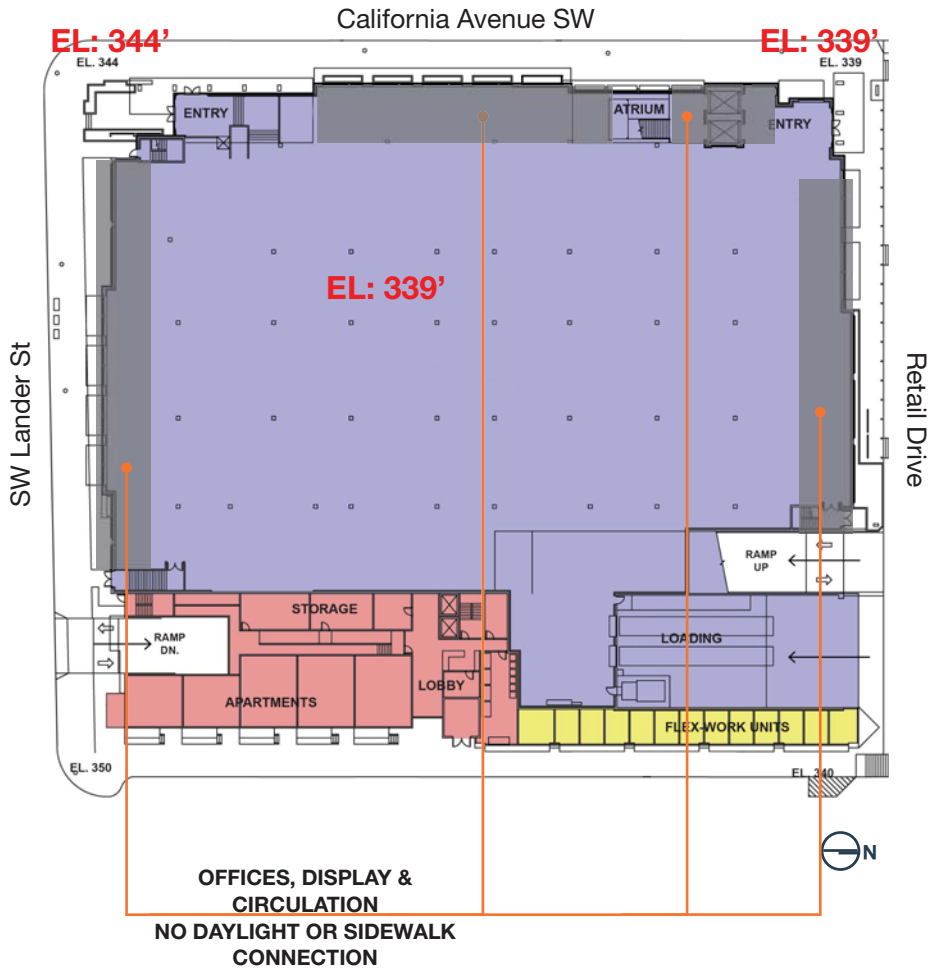 California Avenue SW
EL: 344’
EL: 339’
EL. 344
EL. 339
ENTRY
ATRIUM
ENTRY
EL: 339’
SW Lander St
Retail Drive
RAMP
UP
STORAGE
RAMP
DN.
LOADING
LOBBY
APARTMENTS
FLEX-WORK UNITS
EL. 350
EL. 340
N
OFFICES, DISPLAY &
CIRCULATION
NO DAYLIGHT OR SIDEWALK
CONNECTION